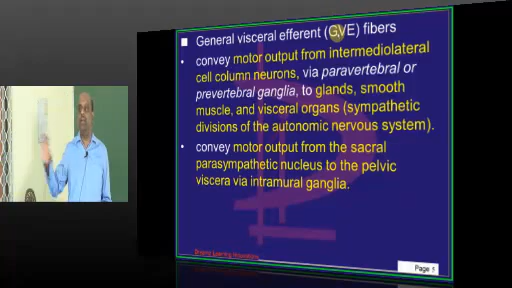 General visceral efferent (GVE) fibers
convey motor output from intermediolateral
cell column neurons, via paravertebral or
prevertebral ganglia, to glands, smooth
muscle, and visceral organs (sympathetic
divisions of the autonomic nervous system).
convey motor output from the sacral
parasympathetic nucleus to the pelvic
viscera via intramural ganglia.
Page 5